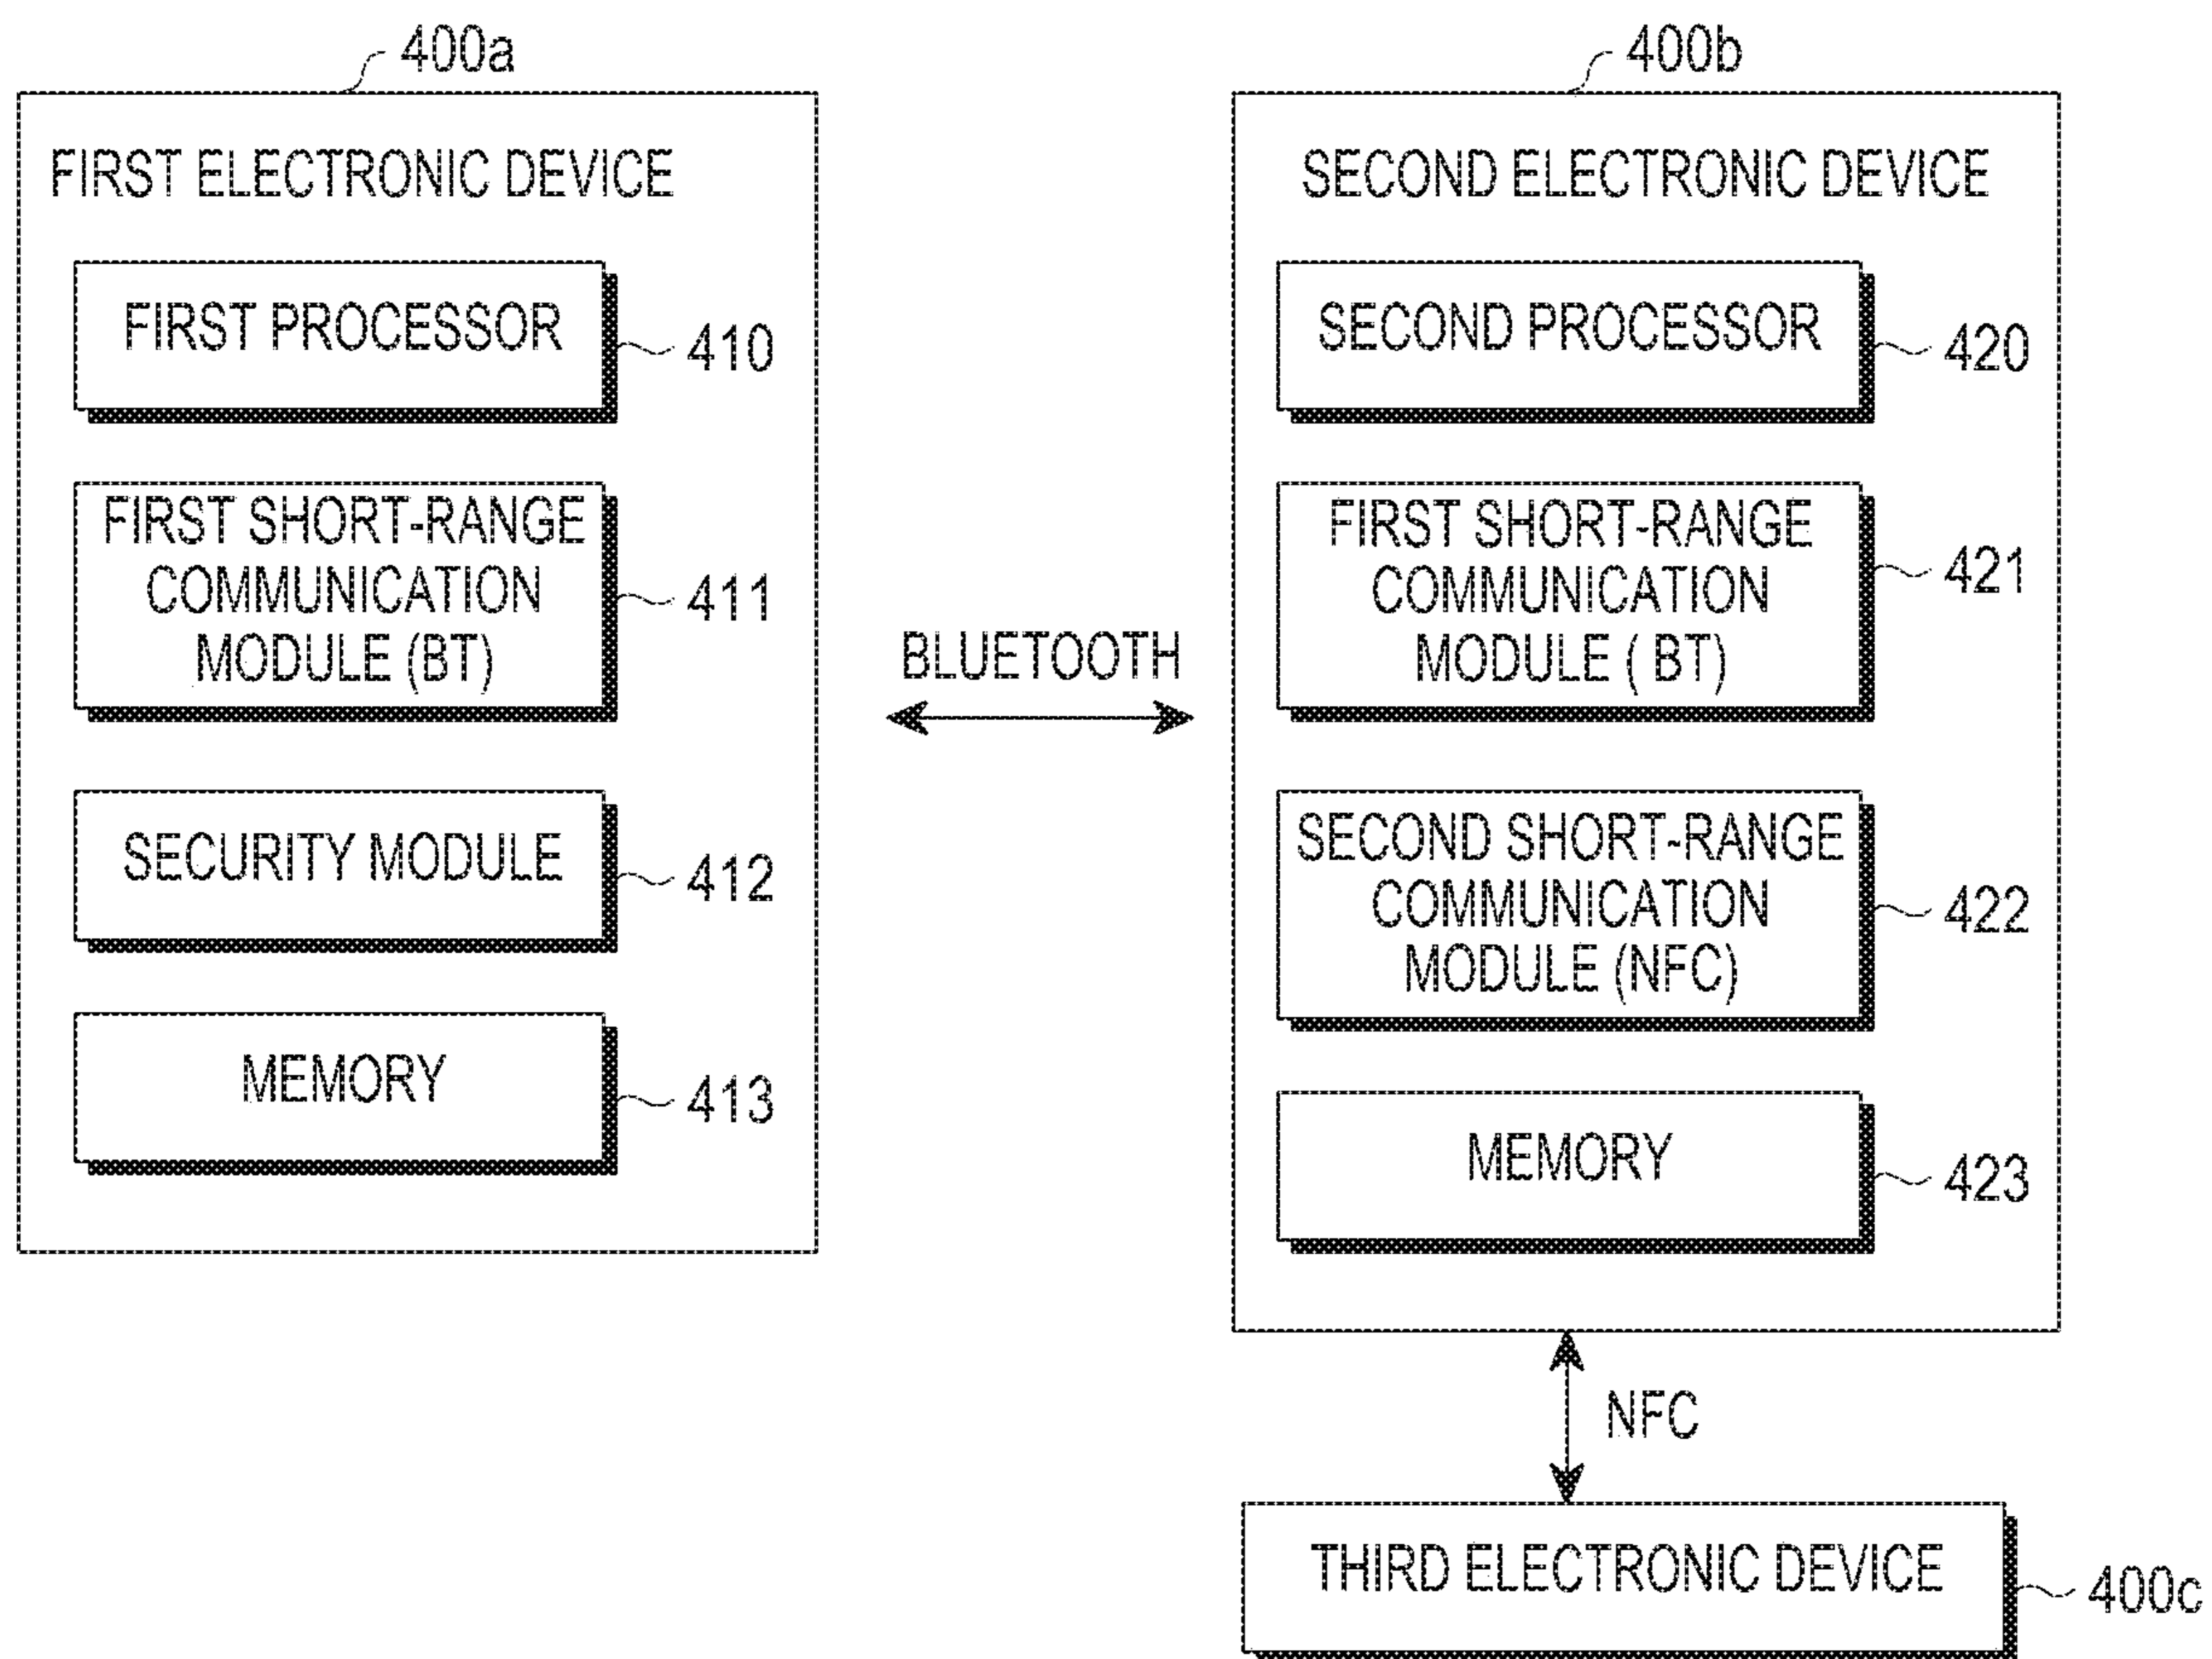 400a
FIRST ELECTRONIC DEVICE
FIRST PROCESSOR
410
FIRST SHORT-RANGE
COMMUNICATION
MODULE (BT)
411
SECURITY MODULE
412
MEMORY
413
BLUETOOTH
400b
SECOND ELECTRONIC DEVICE
SECOND PROCESSOR
420
FIRST SHORT-RANGE
COMMUNICATION
MODULE ( BT)
421
SECOND SHORT-RANGE
COMMUNICATION
MODULE (NFC)
422
MEMORY
423
NFC
THIRD ELECTRONIC DEVICE
400c